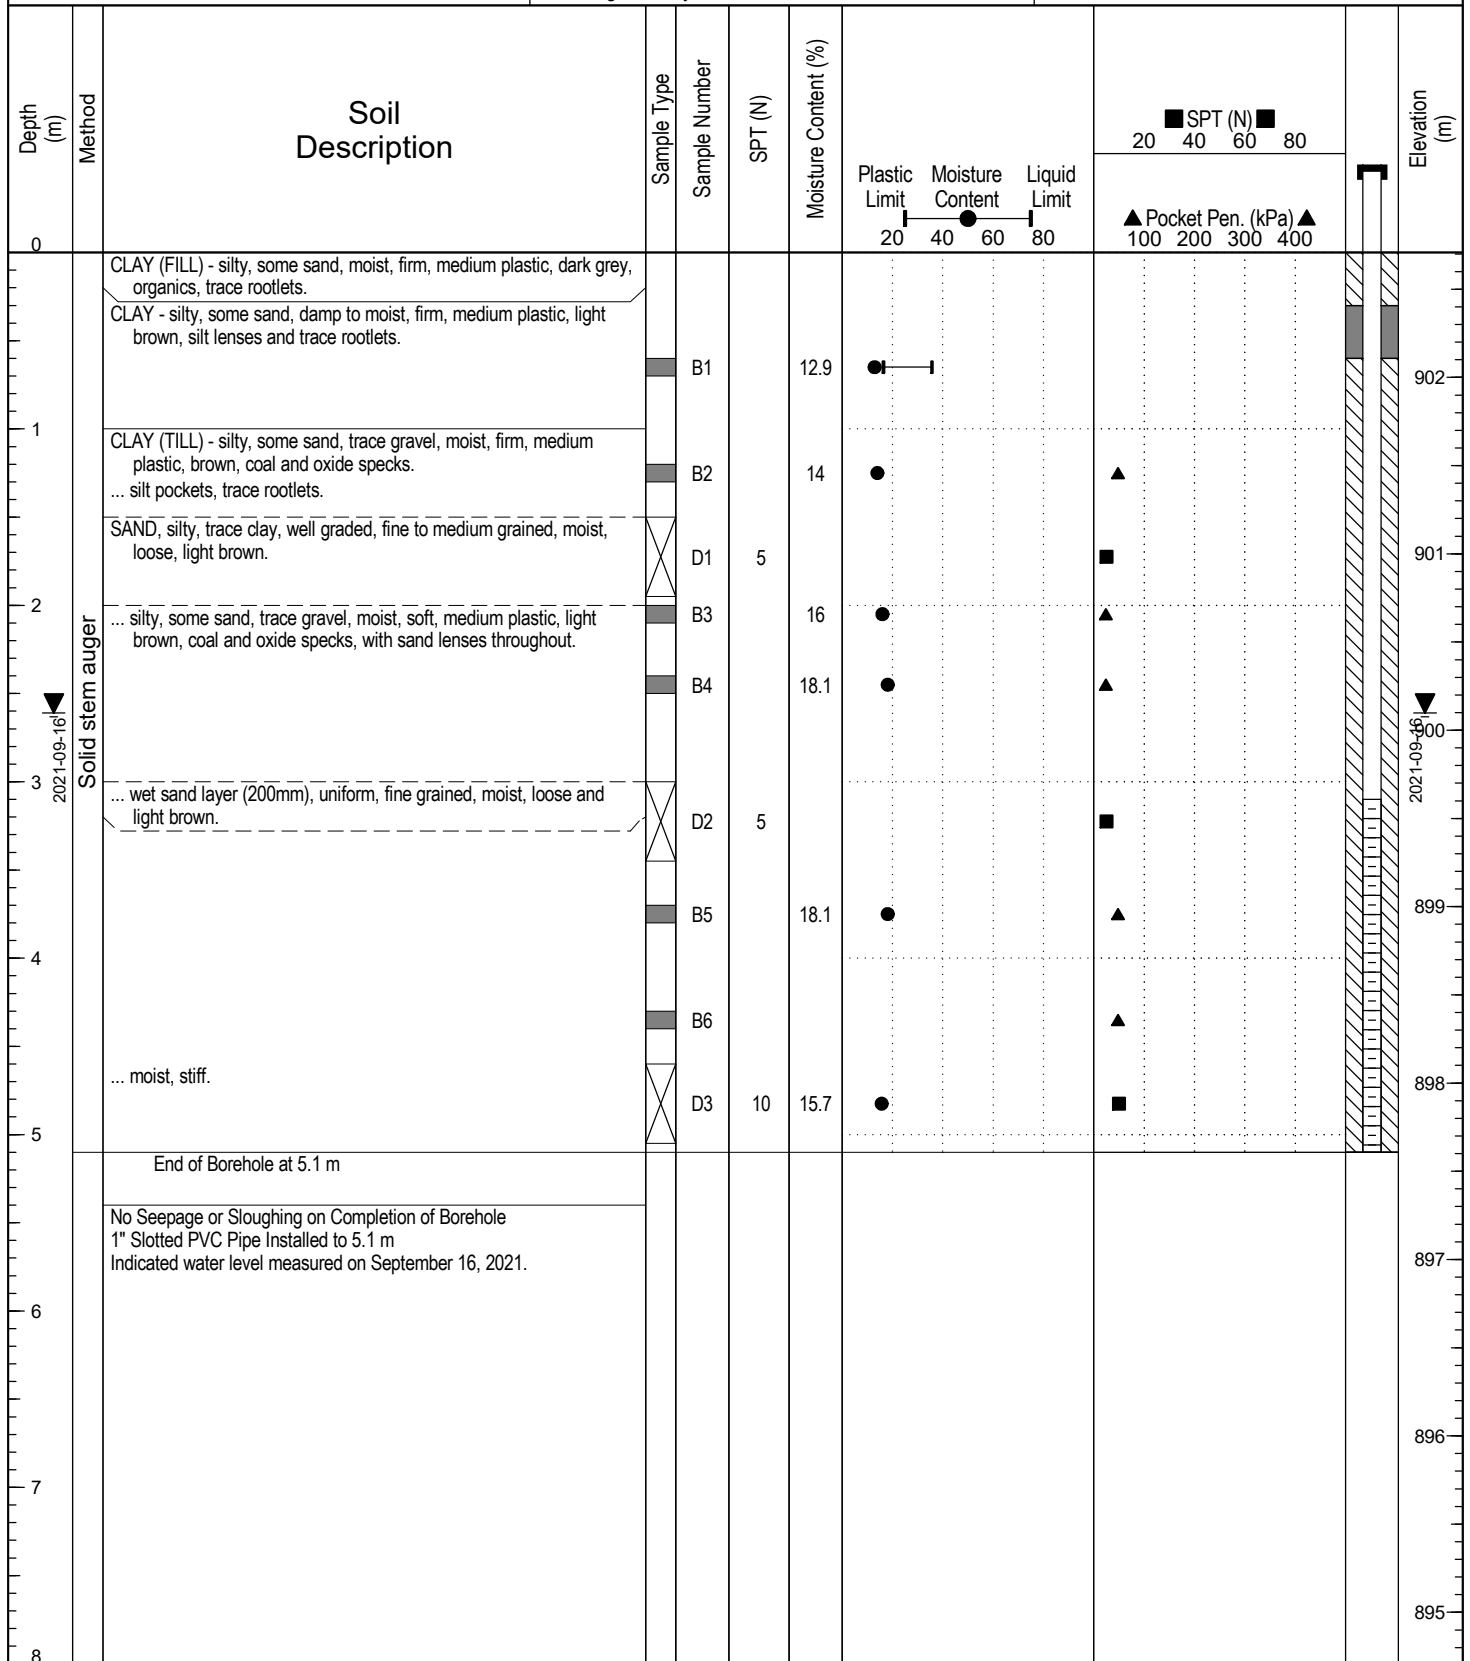 Depth
(m)
Method
Soil
Description
Sample Type
Sample Number
SPT (N)
Moisture Content (%)
Plastic Moisture Liquid
Limit Content Limit
20 40 60 80
SPT (N)
20 40 60 80
Pocket Pen. (kPa)
100 200 300 400
Elevation
(m)
0
CLAY (FILL) - silty, some sand, moist, firm, medium plastic, dark grey,
organics, trace rootlets.
CLAY - silty, some sand, damp to moist, firm, medium plastic, light
brown, silt lenses and trace rootlets.
B1 12.9
902
1
CLAY (TILL) - silty, some sand, trace gravel, moist, firm, medium
plastic, brown, coal and oxide specks.
B2 14
... silt pockets, trace rootlets.
SAND, silty, trace clay, well graded, fine to medium grained, moist,
loose, light brown.
D1 5
901
2
B3 16
... silty, some sand, trace gravel, moist, soft, medium plastic, light
brown, coal and oxide specks, with sand lenses throughout.
B4 18.1
Solid stem auger
2021-09-16
900
2021-09-16
3
... wet sand layer (200mm), uniform, fine grained, moist, loose and
light brown.
D2 5
B5 18.1
899
4
B6
... moist, stiff.
898
D3 10 15.7
5
End of Borehole at 5.1 m
No Seepage or Sloughing on Completion of Borehole
1" Slotted PVC Pipe Installed to 5.1 m
Indicated water level measured on September 16, 2021.
897
6
896
7
895
8